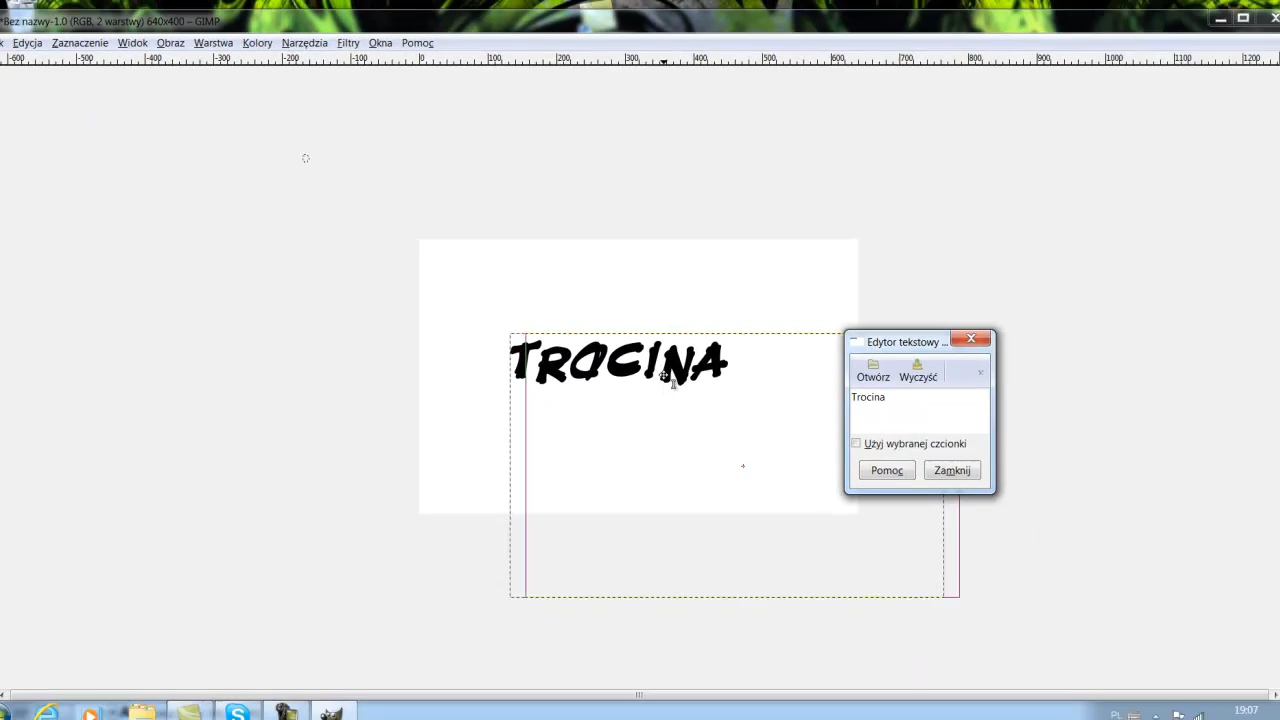 *Bez nazwy-1.0 (RGB, 2 warstwy) 640x400 – GIMP
Edycja Zaznaczenie Widok Obraz Warstwa Kolory Narzędzia Filtry Okna Pomoc
-600 -500 -400 -300 -200 -100 0 100 200 300 400 500 600 700 800 900 1000 1100 1200
TROCINA
Edytor tekstowy ...
Otwórz Wyczyść
Trocina
Użyj wybranej czcionki
Pomoc Zamknij
PL 19:07